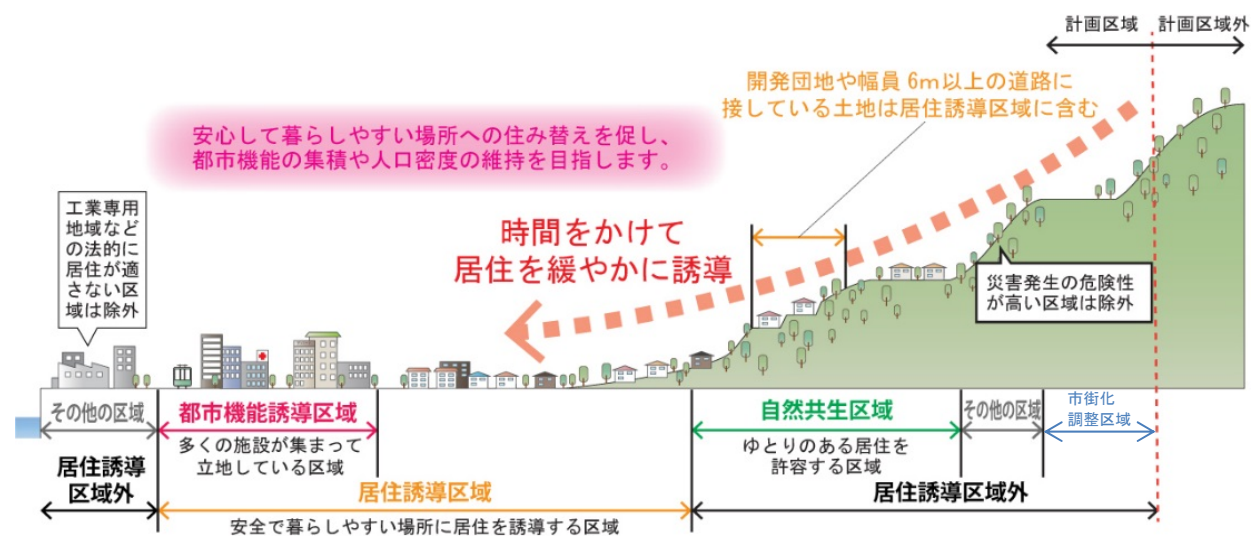 計画区域 計画区域外
開発団地や幅員 6m以上の道路に
接している土地は居住誘導区域に含む
安心して暮らしやすい場所への住み替えを促し、
都市機能の集積や人口密度の維持を目指します。
工業専用
地域など
の法的に
居住が適
さない区
域は除外
時間をかけて
居住を緩やかに誘導
災害発生の危険性
が高い区域は除外
その他の区域
都市機能誘導区域
多くの施設が集まって
立地している区域
自然共生区域
ゆとりのある居住を
許容する区域
その他の区域
市街化
調整区域
居住誘導
区域外
居住誘導区域
安全で暮らしやすい場所に居住を誘導する区域
居住誘導区域外